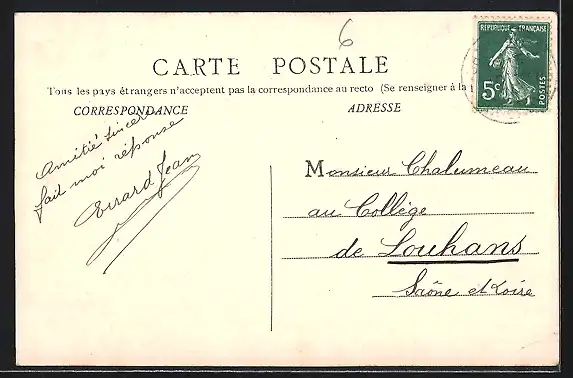 6
RÉPUBLIQUE FRANÇAISE
5c
POSTES
CARTE POSTALE
Tous les pays étrangers n'acceptent pas la correspondance au recto (Se renseigner à la
CORRESPONDANCE
ADRESSE
Amitié sincère
fait moi réponse
Evrard Jean
Monsieur Chalumeau
au Collège
de Louhans
Saône et Loire